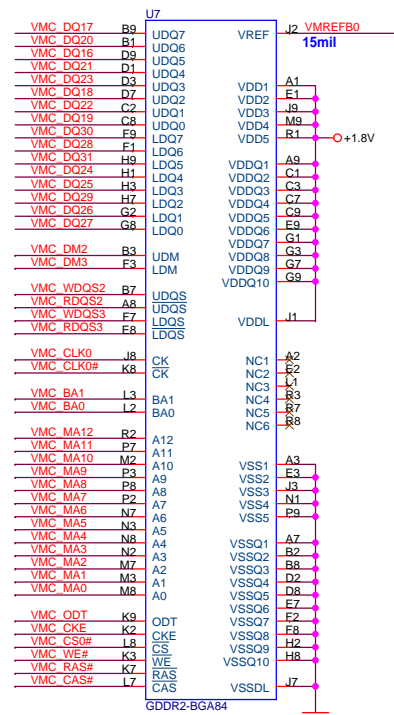 U7
VMC_DQ17 B9 UDQ7 VREF J2 VMREFB0
VMC_DQ20 B1 UDQ6 15mil
VMC_DQ16 D9 UDQ5
VMC_DQ21 D1 UDQ4
VMC_DQ23 D3 UDQ3 VDD1 A1
VMC_DQ18 D7 UDQ2 VDD2 E1
VMC_DQ22 C2 UDQ1 VDD3 J9
VMC_DQ19 C8 UDQ0 VDD4 M9
VMC_DQ30 F9 LDQ7 VDD5 R1 +1.8V
VMC_DQ28 F1 LDQ6
VMC_DQ31 H9 LDQ5 VDDQ1 A9
VMC_DQ24 H1 LDQ4 VDDQ2 C1
VMC_DQ25 H3 LDQ3 VDDQ3 C3
VMC_DQ29 H7 LDQ2 VDDQ4 C7
VMC_DQ26 G2 LDQ1 VDDQ5 C9
VMC_DQ27 G8 LDQ0 VDDQ6 E9
VDDQ7 G1
VMC_DM2 B3 UDM VDDQ8 G3
VMC_DM3 F3 LDM VDDQ9 G7
VDDQ10 G9
VMC_WDQS2 B7 UDQS
VMC_RDQS2 A8 UDQS
VMC_WDQS3 F7 LDQS VDDL J1
VMC_RDQS3 E8 LDQS
VMC_CLK0 J8 CK NC1 A2
VMC_CLK0# K8 CK NC2 E2
NC3 L1
VMC_BA1 L3 BA1 NC4 R3
VMC_BA0 L2 BA0 NC5 R7
NC6 R8
VMC_MA12 R2 A12
VMC_MA11 P7 A11
VMC_MA10 M2 A10 VSS1 A3
VMC_MA9 P3 A9 VSS2 E3
VMC_MA8 P8 A8 VSS3 J3
VMC_MA7 P2 A7 VSS4 N1
VMC_MA6 N7 A6 VSS5 P9
VMC_MA5 N3 A5
VMC_MA4 N8 A4 VSSQ1 A7
VMC_MA3 N2 A3 VSSQ2 B2
VMC_MA2 M7 A2 VSSQ3 B8
VMC_MA1 M3 A1 VSSQ4 D2
VMC_MA0 M8 A0 VSSQ5 D8
VSSQ6 E7
VMC_ODT K9 ODT VSSQ7 F2
VMC_CKE K2 CKE VSSQ8 F8
VMC_CS0# L8 CS VSSQ9 H2
VMC_WE# K3 WE VSSQ10 H8
VMC_RAS# K7 RAS
VMC_CAS# L7 CAS VSSDL J7
GDDR2-BGA84